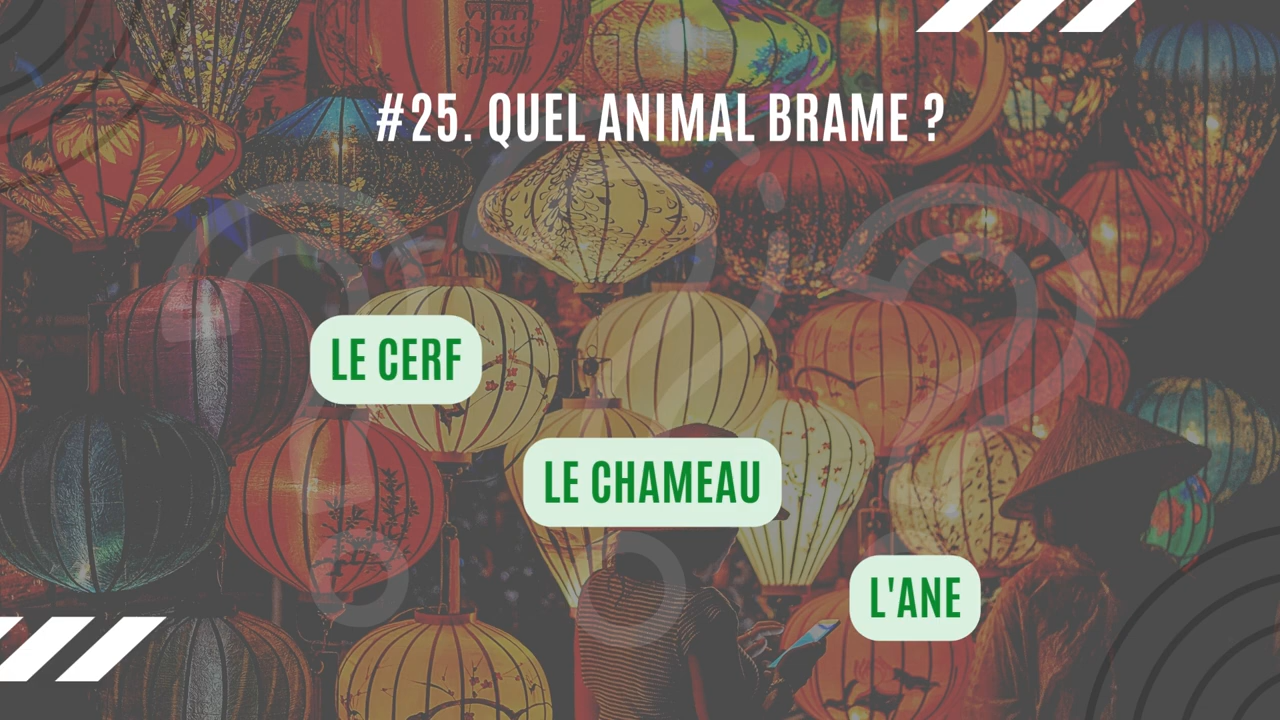 #25. QUEL ANIMAL BRAME ?
LE CERF
LE CHAMEAU
L'ANE